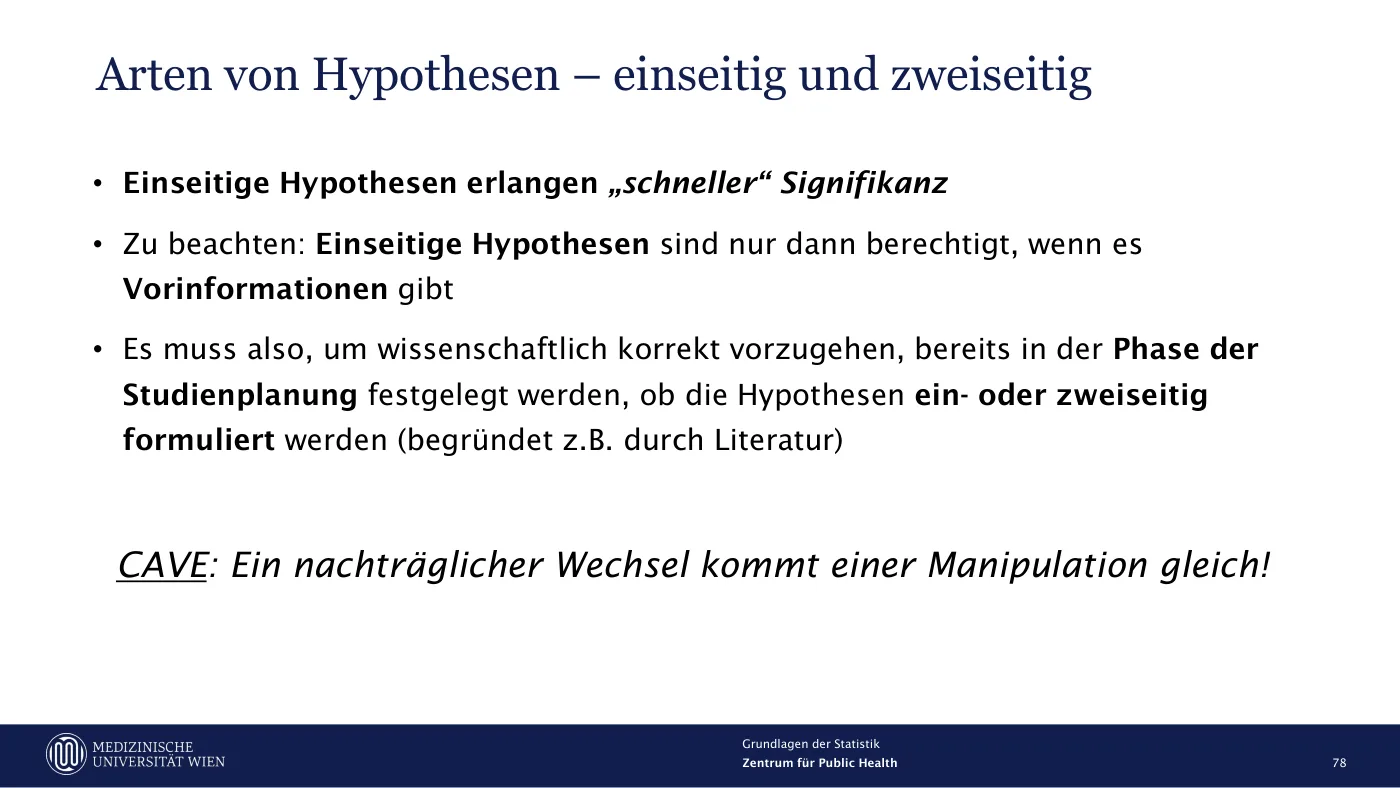 Arten von Hypothesen – einseitig und zweiseitig
• Einseitige Hypothesen erlangen „schneller“ Signifikanz
• Zu beachten: Einseitige Hypothesen sind nur dann berechtigt, wenn es
Vorinformationen gibt
• Es muss also, um wissenschaftlich korrekt vorzugehen, bereits in der Phase der
Studienplanung festgelegt werden, ob die Hypothesen ein- oder zweiseitig
formuliert werden (begründet z.B. durch Literatur)
CAVE: Ein nachträglicher Wechsel kommt einer Manipulation gleich!
MEDIZINISCHE
UNIVERSITÄT WIEN
Grundlagen der Statistik
Zentrum für Public Health
78